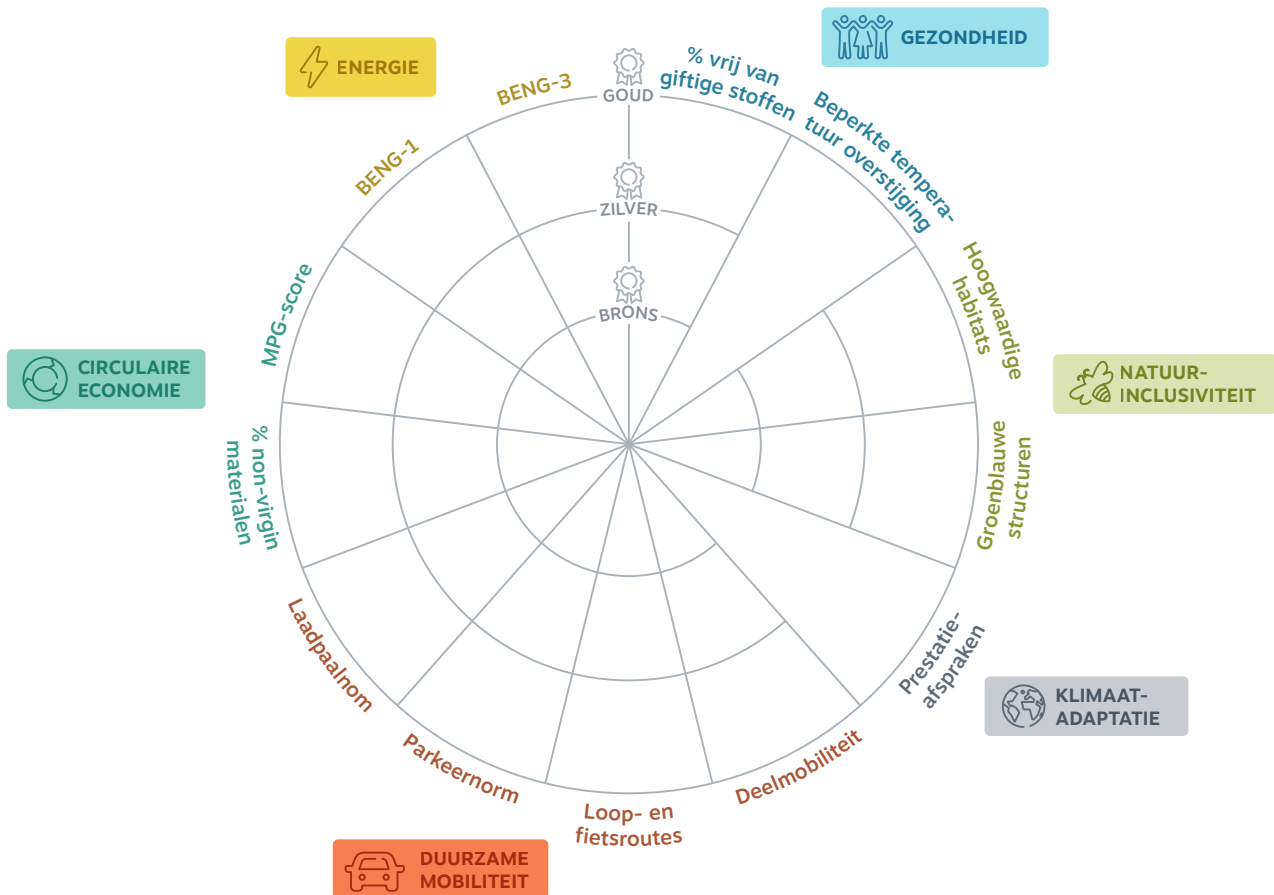 ENERGIE
GEZONDHEID
BENG-3
GOUD
% vrij van
giftige stoffen
Beperkte tempera-
tuur overstijging
BENG-1
ZILVER
BRONS
Hoogwaardige
habitats
MPG-score
CIRCULAIRE
ECONOMIE
NATUUR-
INCLUSIVITEIT
% non-virgin
materialen
Groenblauwe
structuren
Laadpaalnom
Prestatie-
afspraken
KLIMAAT-
ADAPTATIE
Parkeernorm
Deelmobiliteit
Loop- en
fietsroutes
DUURZAME
MOBILITEIT